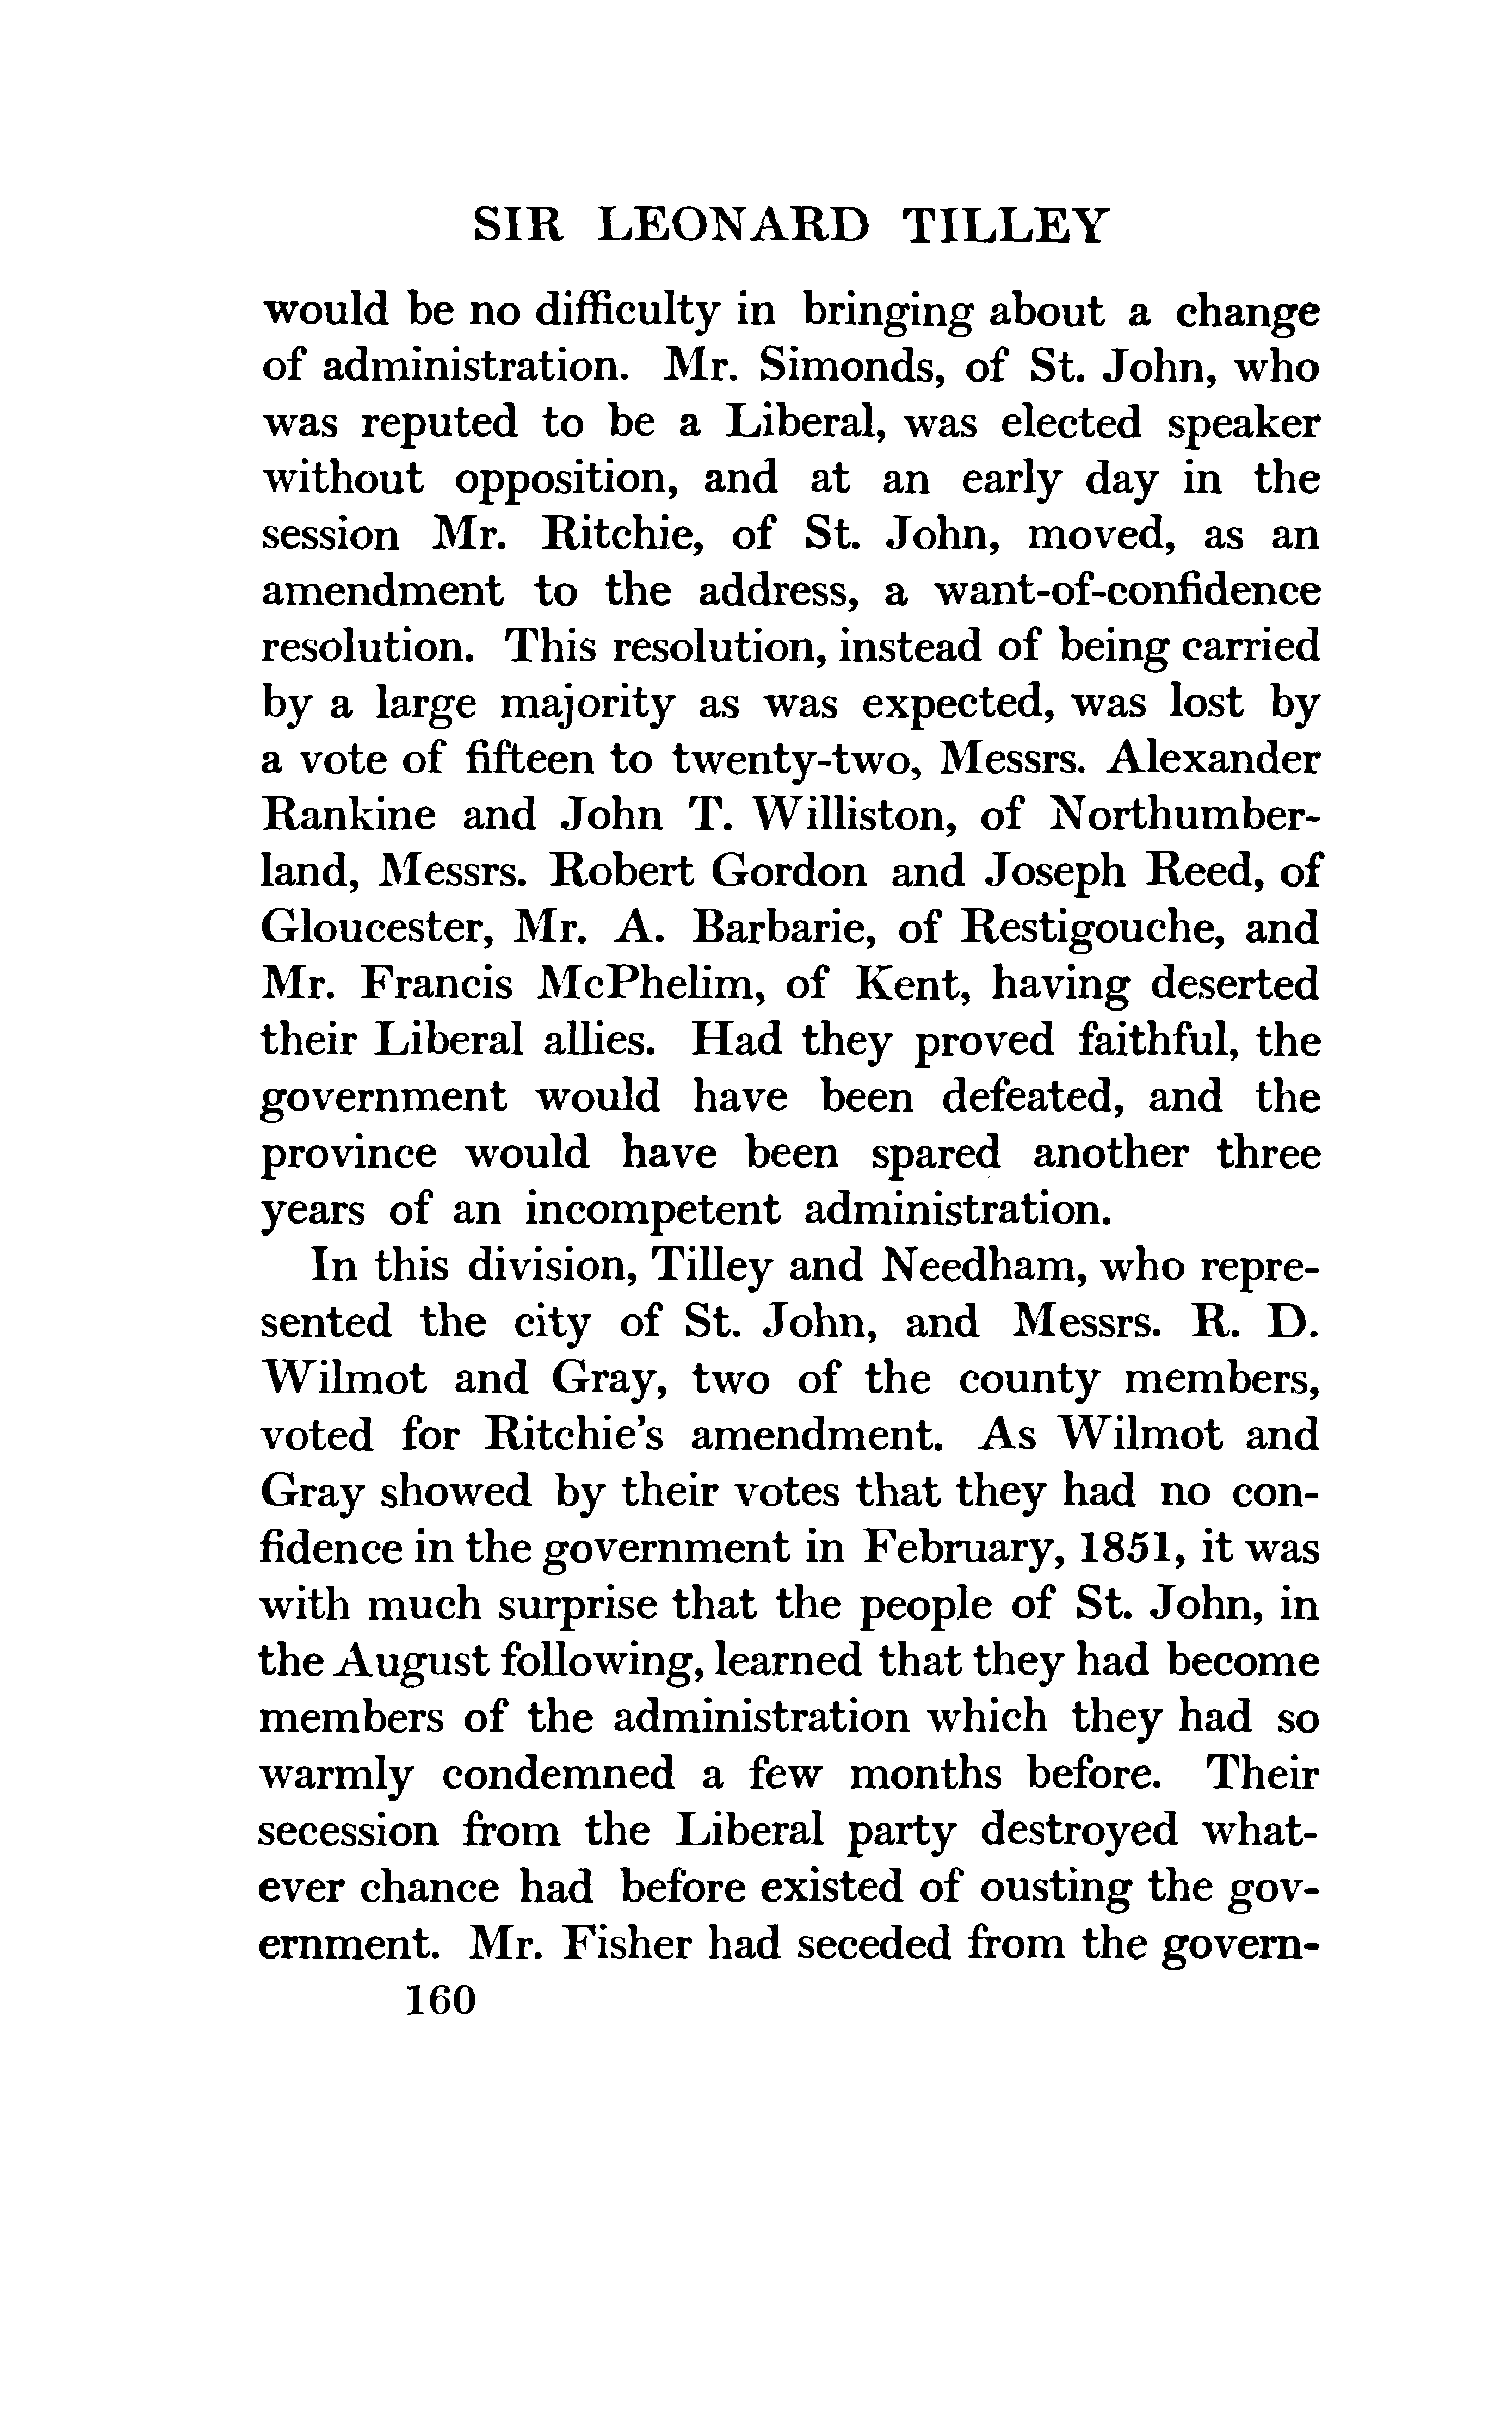 SIR LEONARD TILLEY
would be no difficulty in bringing about a change
of administration. Mr. Simonds, of St. John, who
was reputed to be a Liberal, was elected speaker
without opposition, and at an early day in the
session Mr. Ritchie, of St. John, moved, as an
amendment to the address, a want-of-confidence
resolution. This resolution, instead of being carried
by a large majority as was expected, was lost by
a vote of fifteen to twenty-two, Messrs. Alexander
Rankine and John T. Williston, of Northumber-
land, Messrs. Robert Gordon and Joseph Reed, of
Gloucester, Mr. A. Barbarie, of Restigouche, and
Mr. Francis McPhelim, of Kent, having deserted
their Liberal allies. Had they proved faithful, the
government would have been defeated, and the
province would have been spared another three
years of an incompetent administration.
In this division, Tilley and Needham, who repre-
sented the city of St. John, and Messrs. R. D.
Wilmot and Gray, two of the county members,
voted for Ritchie's amendment. As Wilmot and
Gray showed by their votes that they had no con-
fidence in the government in February, 1851, it was
with much surprise that the people of St. John, in
the August following, learned that they had become
members of the administration which they had so
warmly condemned a few months before. Their
secession from the Liberal party destroyed what-
ever chance had before existed of ousting the gov-
ernment. Mr. Fisher had seceded from the govern-
160